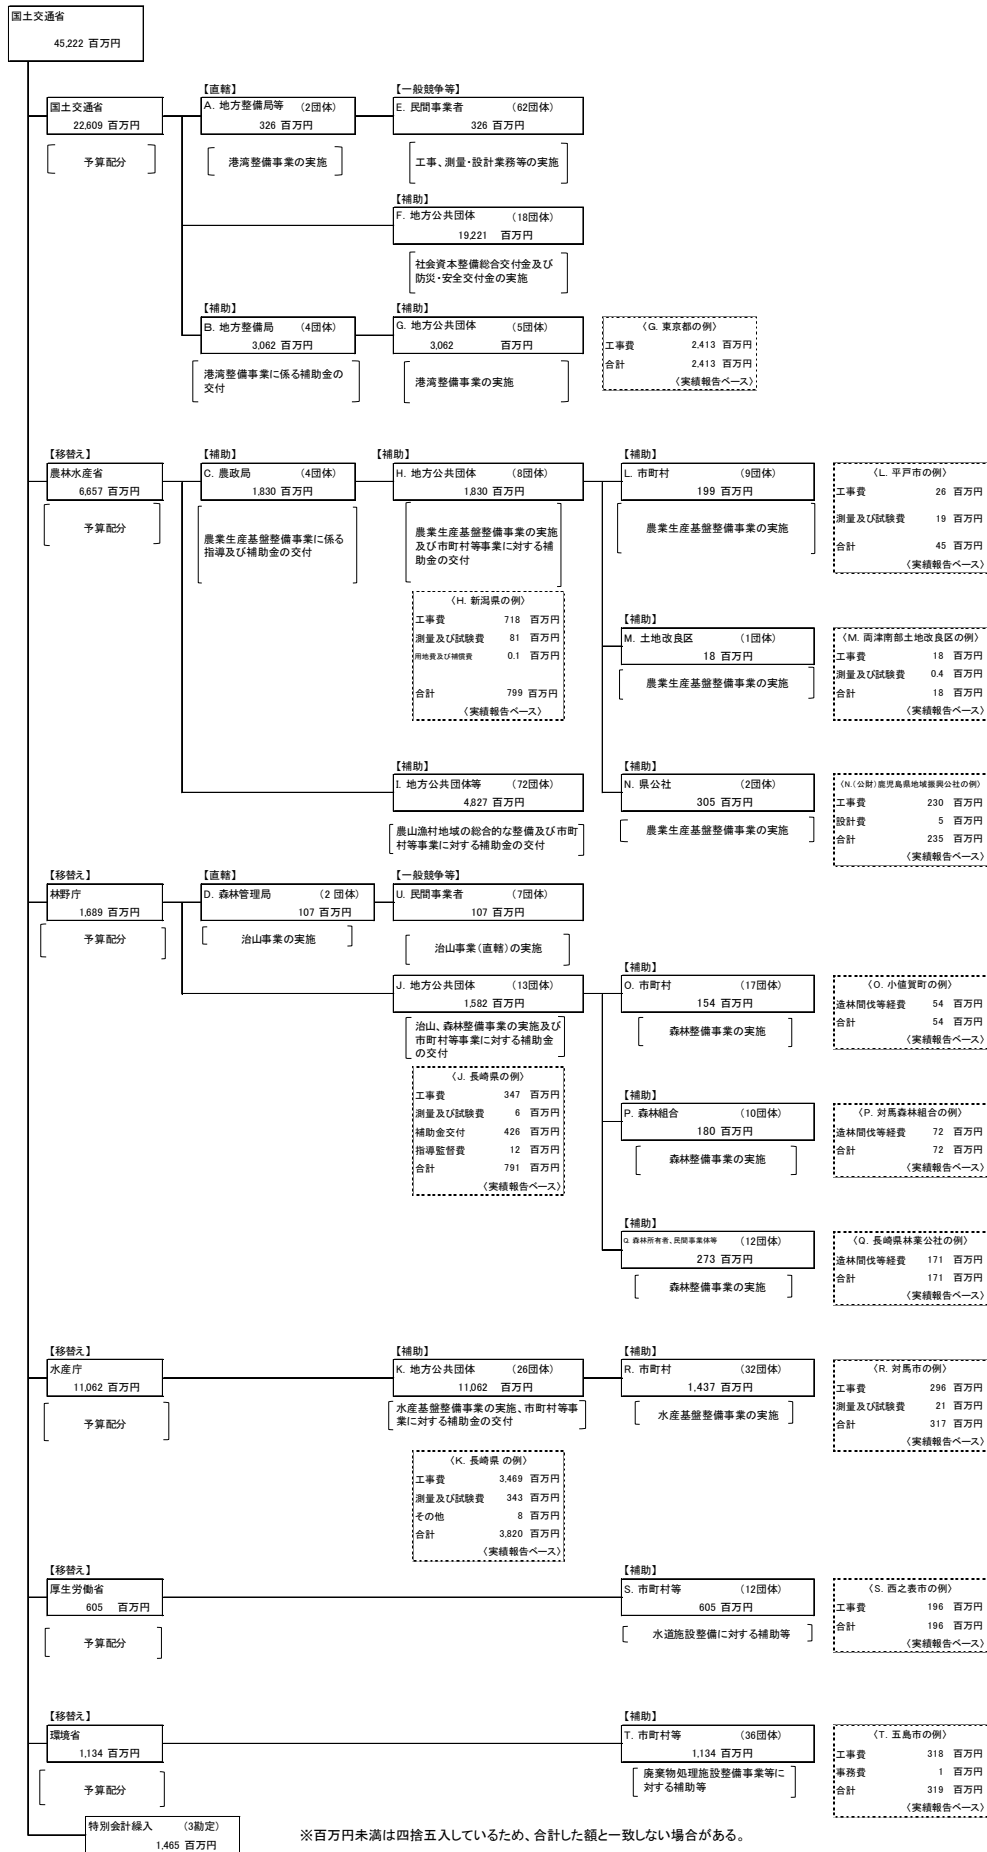 国土交通省
45,222 百万円
【直轄】
【一般競争等】
国土交通省
22,609 百万円
A. 地方整備局等 (2団体)
326 百万円
E. 民間事業者 (62団体)
326 百万円
予算配分
港湾整備事業の実施
工事、測量・設計業務等の実施
【補助】
F. 地方公共団体 (18団体)
19,221 百万円
社会資本整備総合交付金及び
防災・安全交付金の実施
【補助】
【補助】
B. 地方整備局 (4団体)
3,062 百万円
G. 地方公共団体 (5団体)
3,062 百万円
港湾整備事業に係る補助金の
交付
港湾整備事業の実施
〈G. 東京都の例〉
工事費 2,413 百万円
合計 2,413 百万円
〈実績報告ベース〉
【移替え】
【補助】
【補助】
【補助】
農林水産省
6,657 百万円
C. 農政局 (4団体)
1,830 百万円
H. 地方公共団体 (8団体)
1,830 百万円
L. 市町村 (9団体)
199 百万円
予算配分
農業生産基盤整備事業に係る
指導及び補助金の交付
農業生産基盤整備事業の実施
及び市町村等事業に対する補
助金の交付
農業生産基盤整備事業の実施
〈L. 平戸市の例〉
工事費 26 百万円
測量及び試験費 19 百万円
合計 45 百万円
〈実績報告ベース〉
〈H. 新潟県の例〉
工事費 718 百万円
測量及び試験費 81 百万円
用地費及び補償費 0.1 百万円
合計 799 百万円
〈実績報告ベース〉
【補助】
M. 土地改良区 (1団体)
18 百万円
農業生産基盤整備事業の実施
〈M. 両津南部土地改良区の例〉
工事費 18 百万円
測量及び試験費 0.4 百万円
合計 18 百万円
〈実績報告ベース〉
【補助】
I. 地方公共団体等 (72団体)
4,827 百万円
農山漁村地域の総合的な整備及び市町
村等事業に対する補助金の交付
【補助】
N. 県公社 (2団体)
305 百万円
農業生産基盤整備事業の実施
〈N.(公財)鹿児島県地域振興公社の例〉
工事費 230 百万円
設計費 5 百万円
合計 235 百万円
〈実績報告ベース〉
【移替え】
【直轄】
【一般競争等】
林野庁
1,689 百万円
D. 森林管理局 (2 団体)
107 百万円
U. 民間事業者 (7団体)
107 百万円
予算配分
治山事業の実施
治山事業(直轄)の実施
【補助】
J. 地方公共団体 (13団体)
1,582 百万円
治山、森林整備事業の実施及び
市町村等事業に対する補助金
の交付
〈J. 長崎県の例〉
工事費 347 百万円
測量及び試験費 6 百万円
補助金交付 426 百万円
指導監督費 12 百万円
合計 791 百万円
〈実績報告ベース〉
【補助】
O. 市町村 (17団体)
154 百万円
森林整備事業の実施
〈O. 小値賀町の例〉
造林間伐等経費 54 百万円
合計 54 百万円
〈実績報告ベース〉
【補助】
P. 森林組合 (10団体)
180 百万円
森林整備事業の実施
〈P. 対馬森林組合の例〉
造林間伐等経費 72 百万円
合計 72 百万円
〈実績報告ベース〉
【補助】
Q. 森林所有者、民間事業体等 (12団体)
273 百万円
森林整備事業の実施
〈Q. 長崎県林業公社の例〉
造林間伐等経費 171 百万円
合計 171 百万円
〈実績報告ベース〉
【移替え】
【補助】
【補助】
水産庁
11,062 百万円
K. 地方公共団体 (26団体)
11,062 百万円
R. 市町村 (32団体)
1,437 百万円
予算配分
水産基盤整備事業の実施、市町村等事
業に対する補助金の交付
水産基盤整備事業の実施
〈R. 対馬市の例〉
工事費 296 百万円
測量及び試験費 21 百万円
合計 317 百万円
〈実績報告ベース〉
〈K. 長崎県 の例〉
工事費 3,469 百万円
測量及び試験費 343 百万円
その他 8 百万円
合計 3,820 百万円
〈実績報告ベース〉
【移替え】
【補助】
厚生労働省
605 百万円
S. 市町村等 (12団体)
605 百万円
予算配分
水道施設整備に対する補助等
〈S. 西之表市の例〉
工事費 196 百万円
合計 196 百万円
〈実績報告ベース〉
【移替え】
【補助】
環境省
1,134 百万円
T. 市町村等 (36団体)
1,134 百万円
予算配分
廃棄物処理施設整備事業等に
対する補助等
〈T. 五島市の例〉
工事費 318 百万円
事務費 1 百万円
合計 319 百万円
〈実績報告ベース〉
特別会計繰入 (3勘定)
1,465 百万円
※百万円未満は四捨五入しているため、合計した額と一致しない場合がある。